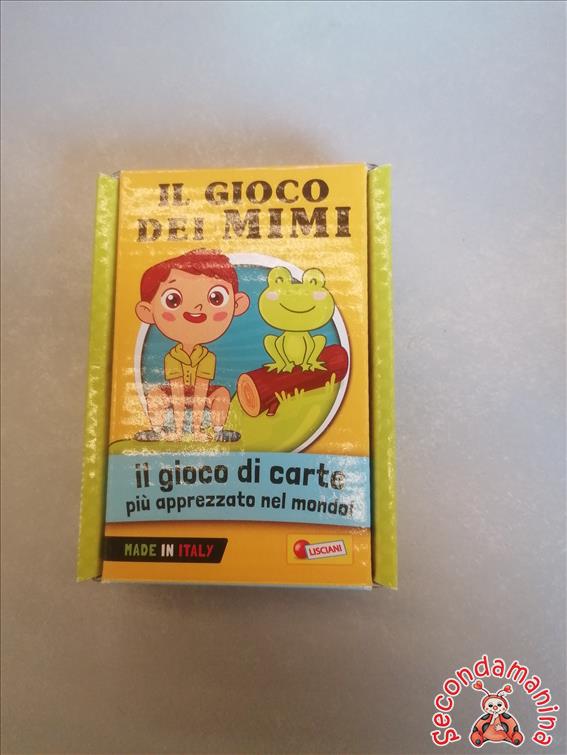 IL GIOCO
DEI MIMI
il gioco di carte
più apprezzato nel mondo!
MADE IN ITALY
LISCIANI
secondamanina